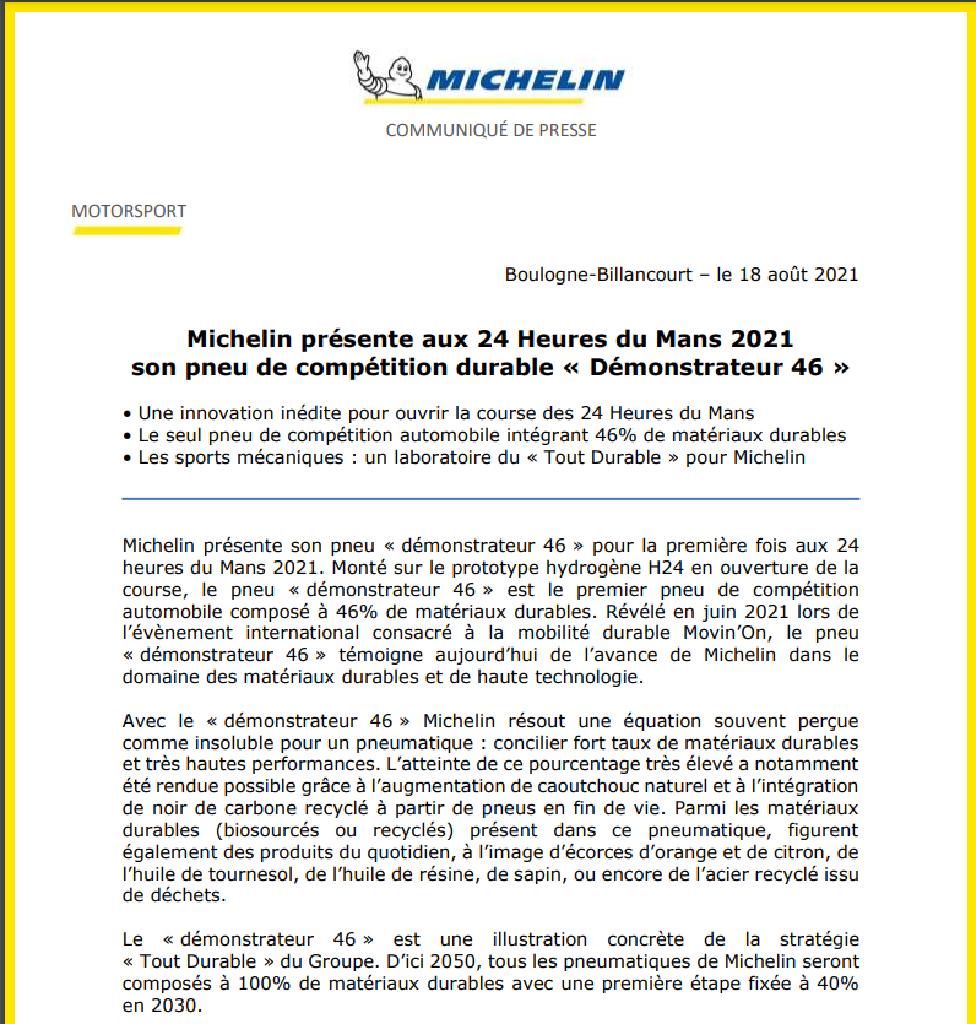 MICHELIN
COMMUNIQUÉ DE PRESSE
MOTORSPORT
Boulogne-Billancourt – le 18 août 2021
Michelin présente aux 24 Heures du Mans 2021
son pneu de compétition durable « Démonstrateur 46 »
• Une innovation inédite pour ouvrir la course des 24 Heures du Mans
• Le seul pneu de compétition automobile intégrant 46% de matériaux durables
• Les sports mécaniques : un laboratoire du « Tout Durable » pour Michelin
Michelin présente son pneu « démonstrateur 46 » pour la première fois aux 24
heures du Mans 2021. Monté sur le prototype hydrogène H24 en ouverture de la
course, le pneu « démonstrateur 46 » est le premier pneu de compétition
automobile composé à 46% de matériaux durables. Révélé en juin 2021 lors de
l’évènement international consacré à la mobilité durable Movin’On, le pneu
« démonstrateur 46 » témoigne aujourd’hui de l’avance de Michelin dans le
domaine des matériaux durables et de haute technologie.
Avec le « démonstrateur 46 » Michelin résout une équation souvent perçue
comme insoluble pour un pneumatique : concilier fort taux de matériaux durables
et très hautes performances. L’atteinte de ce pourcentage très élevé a notamment
été rendue possible grâce à l’augmentation de caoutchouc naturel et à l’intégration
de noir de carbone recyclé à partir de pneus en fin de vie. Parmi les matériaux
durables (biosourcés ou recyclés) présent dans ce pneumatique, figurent
également des produits du quotidien, à l’image d’écorces d’orange et de citron, de
l’huile de tournesol, de l’huile de résine, de sapin, ou encore de l’acier recyclé issu
de déchets.
Le « démonstrateur 46 » est une illustration concrète de la stratégie
« Tout Durable » du Groupe. D’ici 2050, tous les pneumatiques de Michelin seront
composés à 100% de matériaux durables avec une première étape fixée à 40%
en 2030.